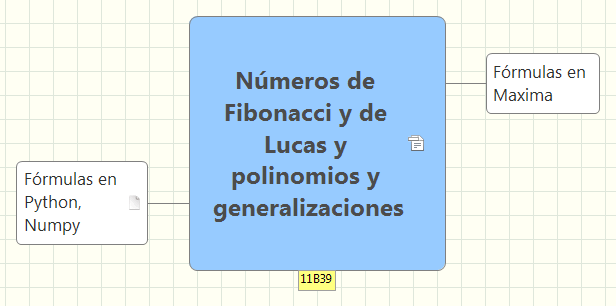 Números de
Fibonacci y de
Lucas y
polinomios y
generalizaciones
Fórmulas en
Maxima
Fórmulas en
Python,
Numpy
11B39